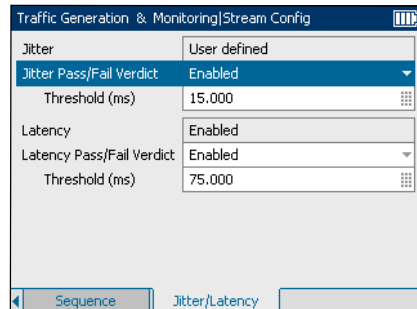 Traffic Generation & Monitoring|Stream Config
Jitter User defined
Jitter Pass/Fail Verdict Enabled
Threshold (ms) 15.000
Latency Enabled
Latency Pass/Fail Verdict Enabled
Threshold (ms) 75.000
Sequence Jitter/Latency